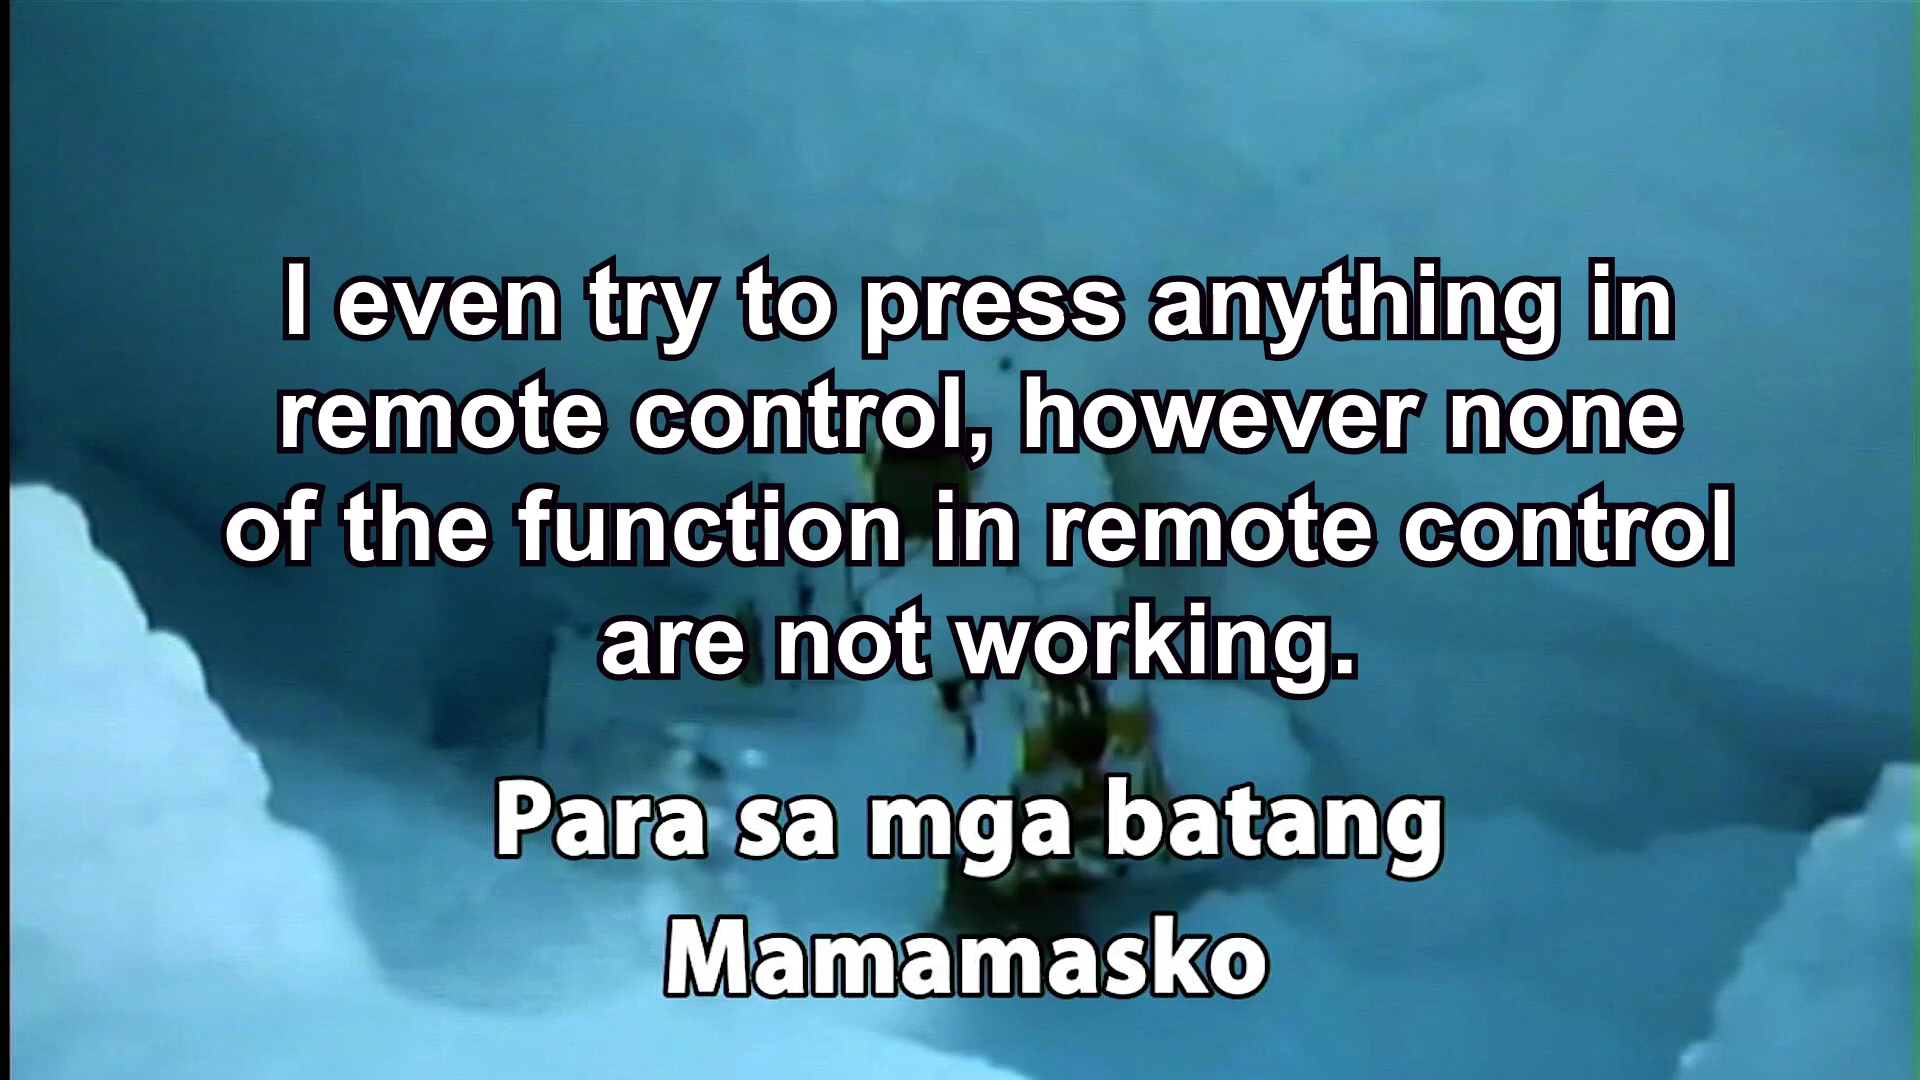 I even try to press anything in
remote control, however none
of the function in remote control
are not working.
Para sa mga batang
Mamamasko